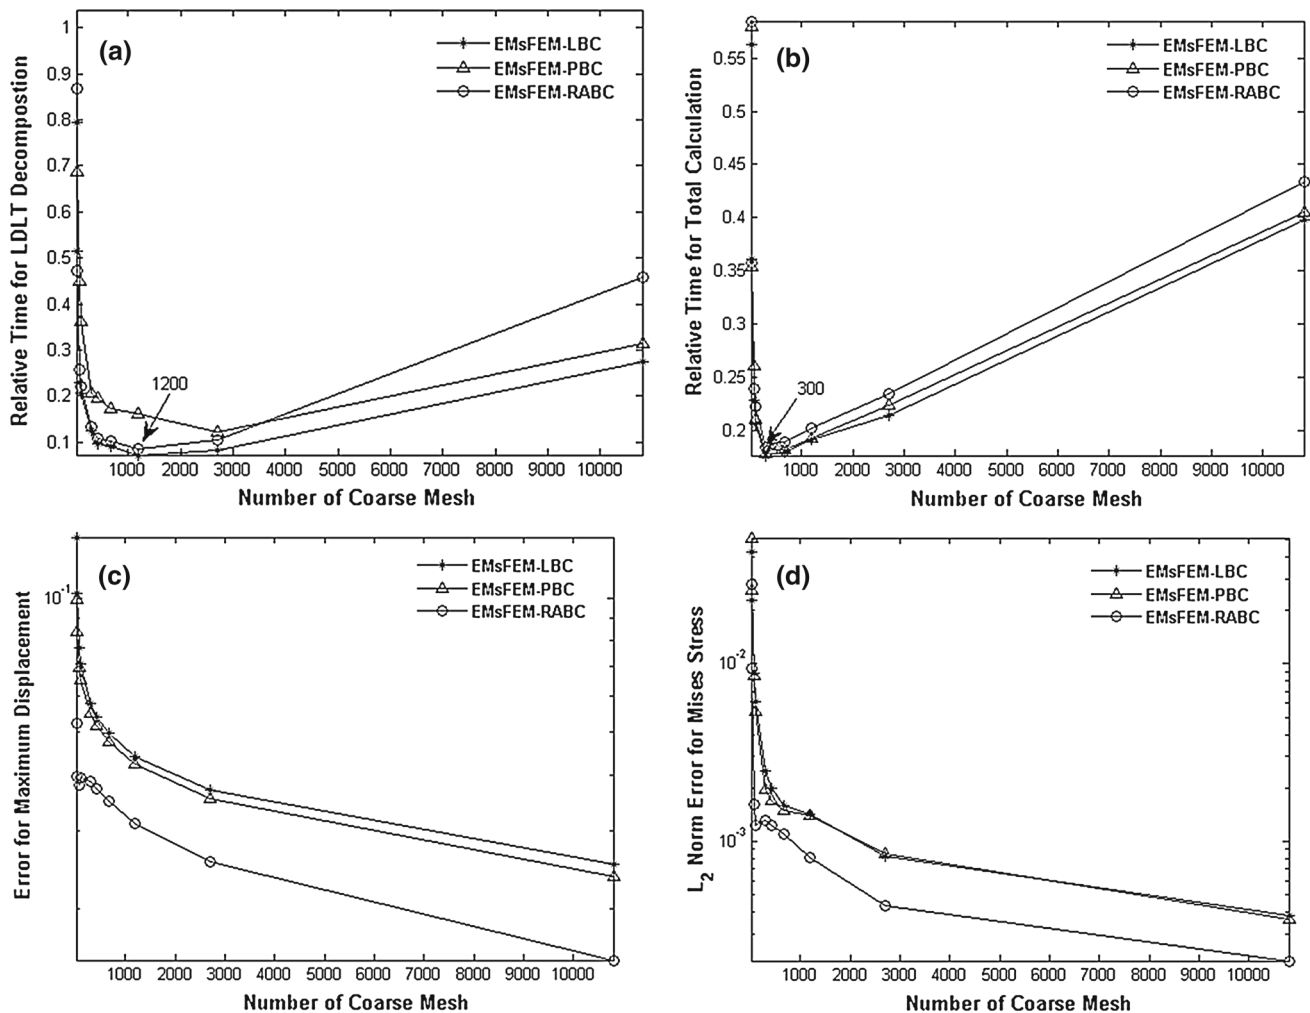 (a)
EMsFEM-LBC
EMsFEM-PBC
EMsFEM-RABC
Relative Time for LDLT Decompostion
1
0.9
0.8
0.7
0.6
0.5
0.4
0.3
0.2
0.1
1200
1000 2000 3000 4000 5000 6000 7000 8000 9000 10000
Number of Coarse Mesh
(b)
EMsFEM-LBC
EMsFEM-PBC
EMsFEM-RABC
Relative Time for Total Calculation
0.55
0.5
0.45
0.4
0.35
0.3
0.25
0.2
300
1000 2000 3000 4000 5000 6000 7000 8000 9000 10000
Number of Coarse Mesh
(c)
EMsFEM-LBC
EMsFEM-PBC
EMsFEM-RABC
Error for Maximum Displacement
10⁻¹
1000 2000 3000 4000 5000 6000 7000 8000 9000 10000
Number of Coarse Mesh
(d)
EMsFEM-LBC
EMsFEM-PBC
EMsFEM-RABC
L₂ Norm Error for Mises Stress
10⁻²
10⁻³
1000 2000 3000 4000 5000 6000 7000 8000 9000 10000
Number of Coarse Mesh